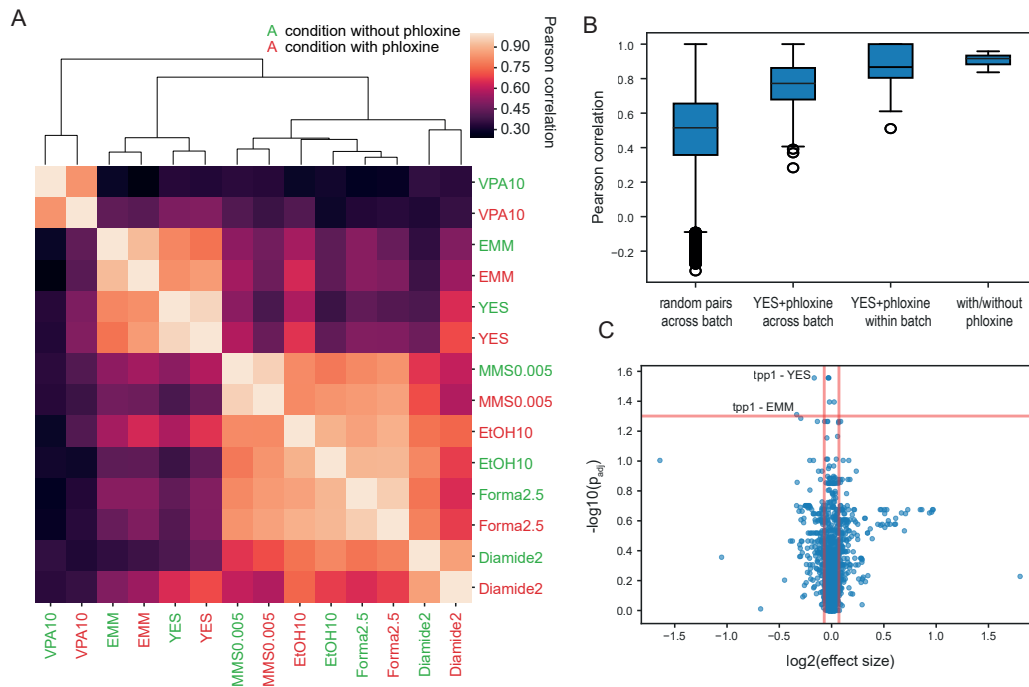 A
A condition without phloxine
A condition with phloxine
0.90
0.75
0.60
0.45
0.30
Pearson correlation
VPA10
VPA10
EMM
EMM
YES
YES
MMS0.005
MMS0.005
EtOH10
EtOH10
Forma2.5
Forma2.5
Diamide2
Diamide2
VPA10
VPA10
EMM
EMM
YES
YES
MMS0.005
MMS0.005
EtOH10
EtOH10
Forma2.5
Forma2.5
Diamide2
Diamide2
B
Pearson correlation
1.0
0.8
0.6
0.4
0.2
0.0
−0.2
random pairs
across batch
YES+phloxine
across batch
YES+phloxine
within batch
with/without
phloxine
C
-log10(p_adj)
1.6
1.4
1.2
1.0
0.8
0.6
0.4
0.2
0.0
tpp1 - YES
tpp1 - EMM
−1.5
−1.0
−0.5
0.0
0.5
1.0
1.5
log2(effect size)